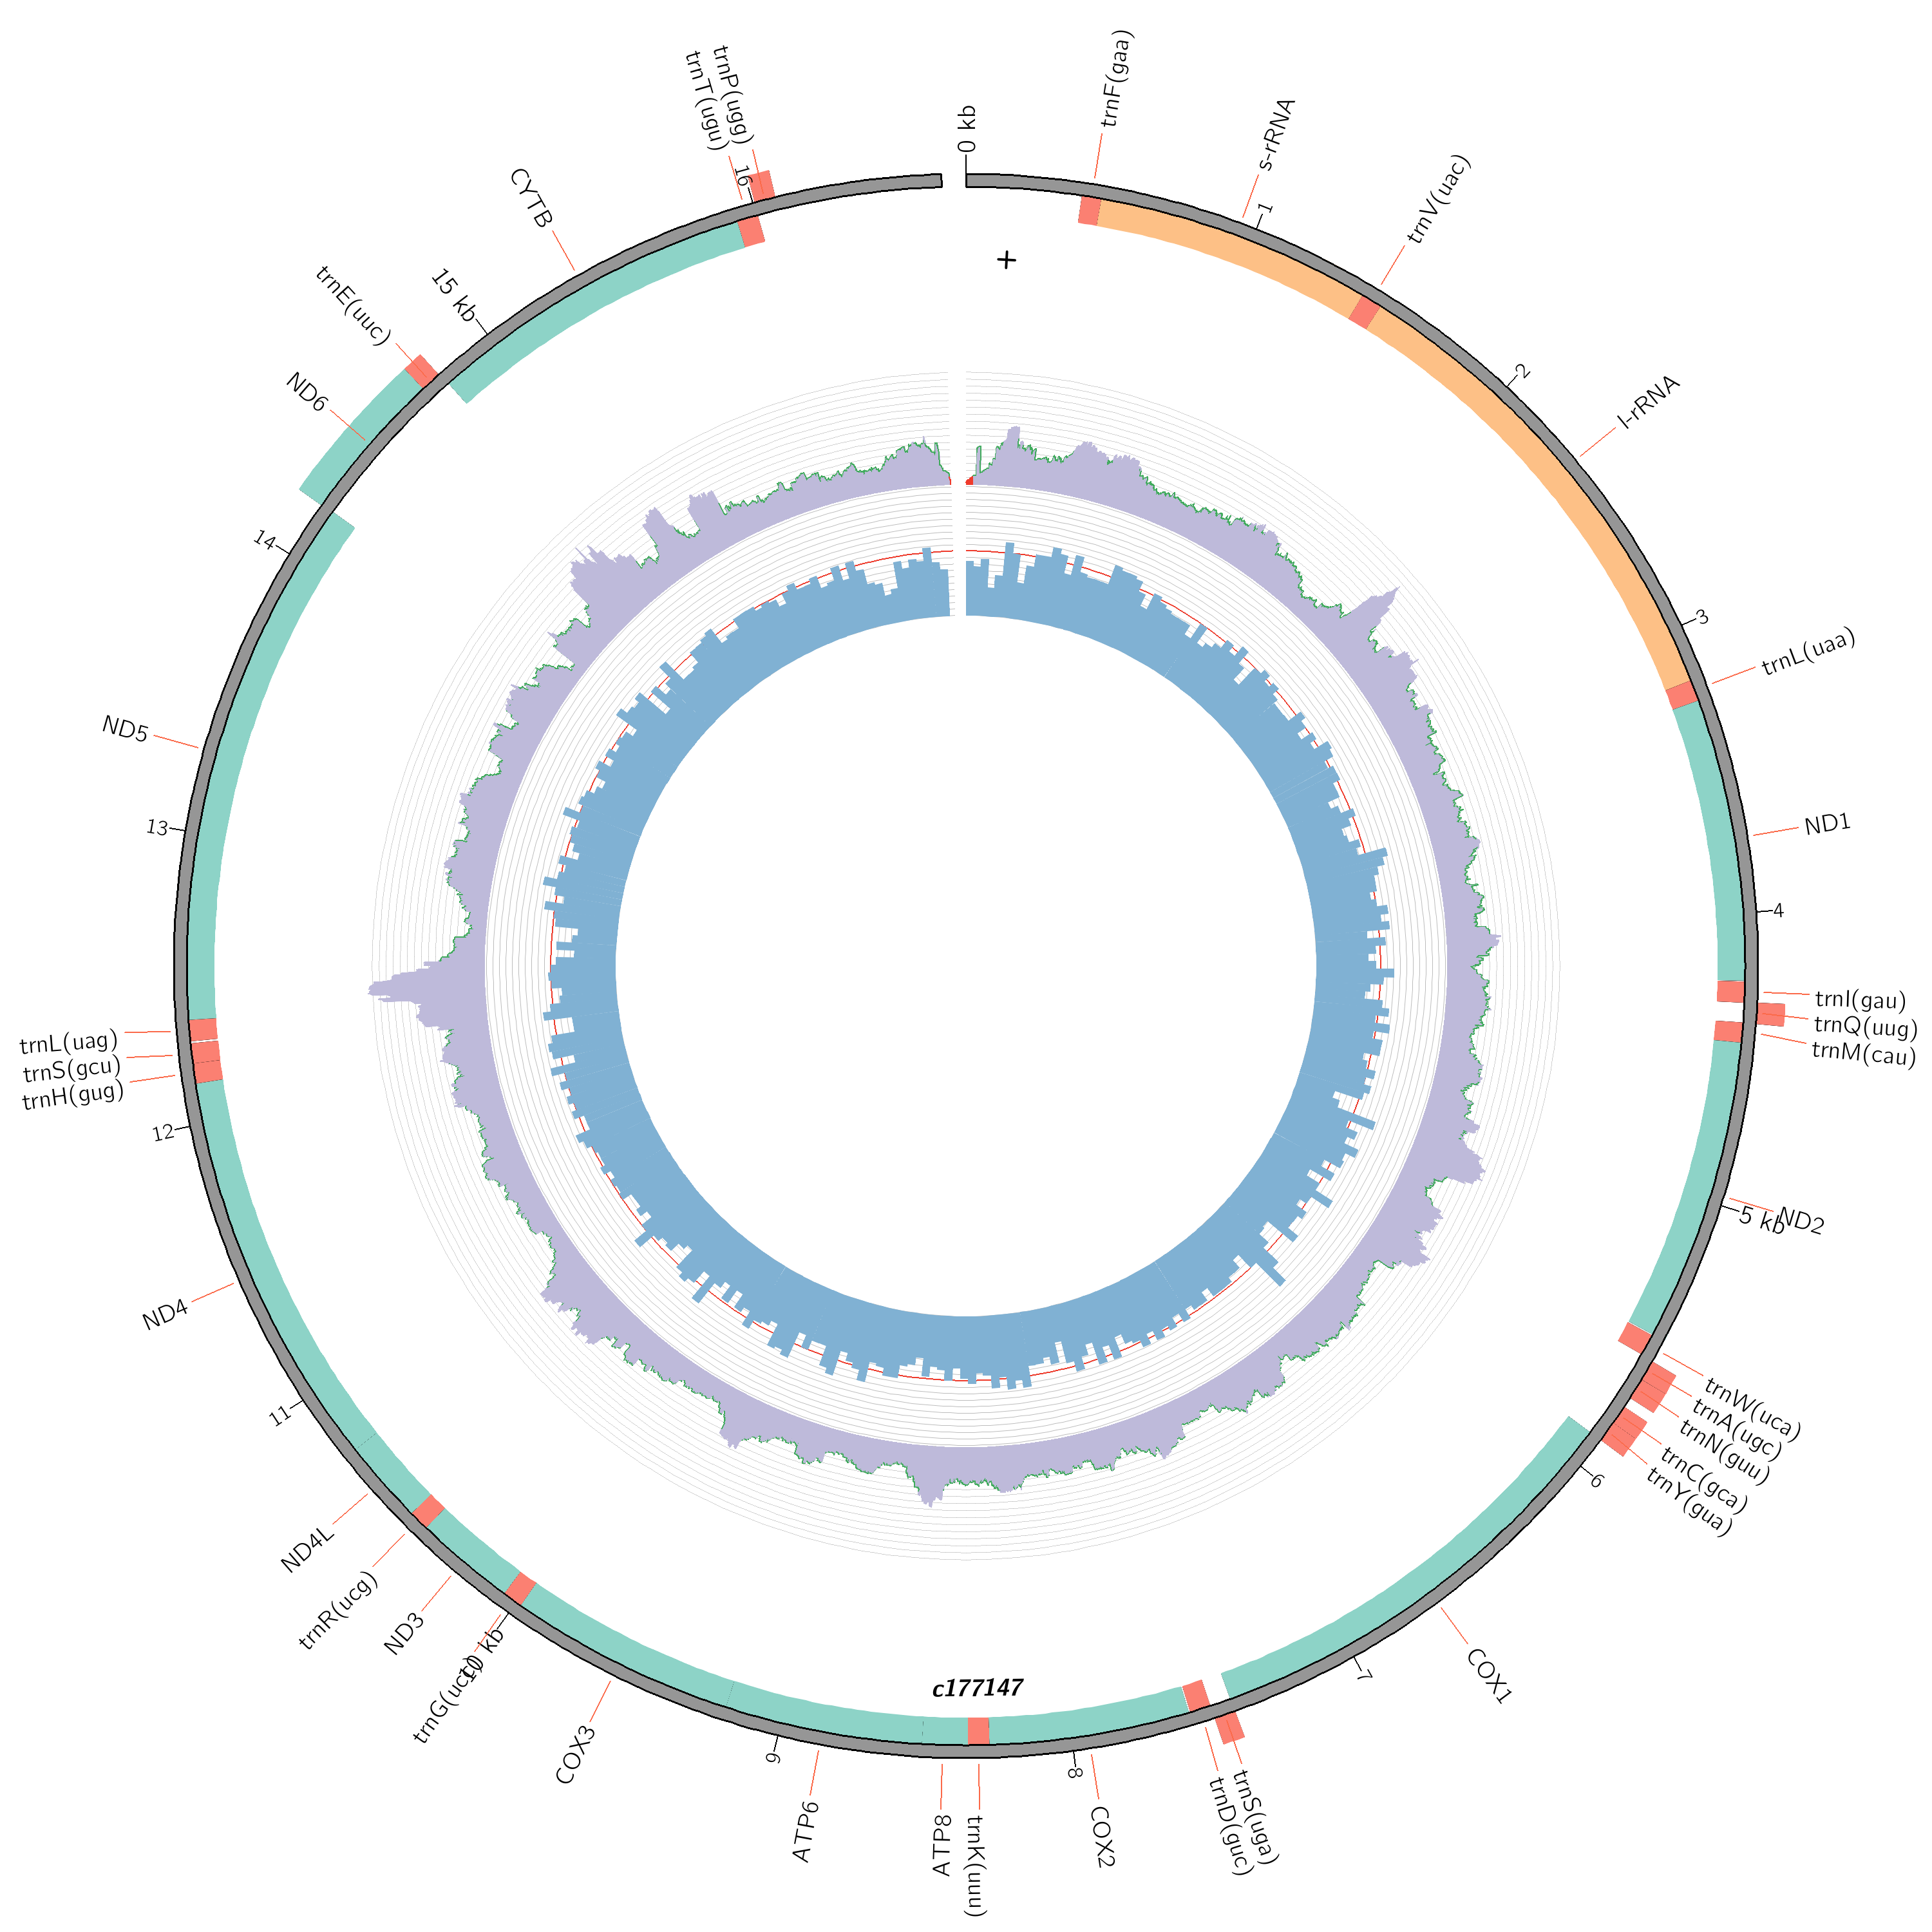 0 kb
trnF(gaa)
s-rRNA
1
trnV(uac)
2
l-rRNA
3
trnL(uaa)
ND1
4
trnI(gau)
trnQ(uug)
trnM(cau)
5 kb
ND2
trnW(uca)
trnA(ugc)
trnN(guu)
trnC(gca)
trnY(gua)
6
COX1
7
trnS(uga)
trnD(guc)
COX2
8
trnK(uuu)
ATP8
ATP6
9
COX3
10 kb
trnG(ucc)
ND3
trnR(ucg)
ND4L
11
ND4
12
trnH(gug)
trnS(gcu)
trnL(uag)
13
ND5
14
ND6
trnE(uuc)
15 kb
CYTB
trnT(ugu)
16
trnP(ugg)
+
c177147